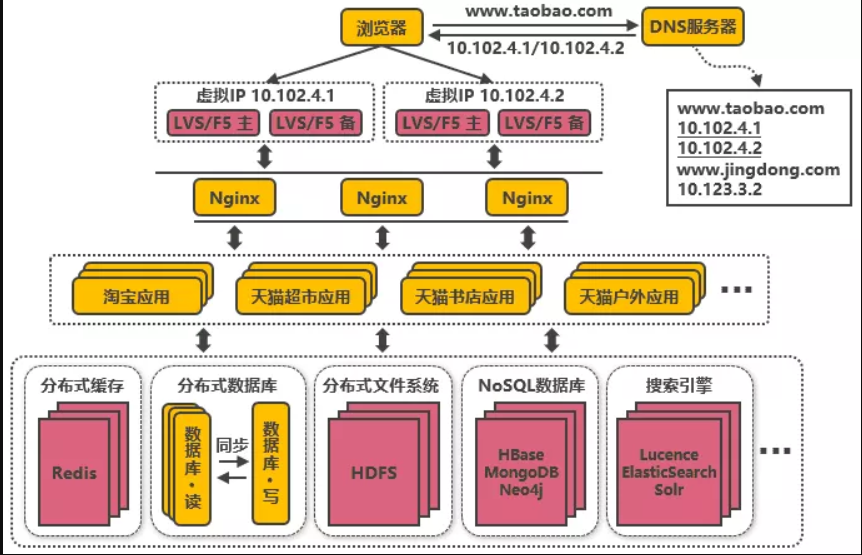 www.taobao.com
浏览器
DNS服务器
10.102.4.1/10.102.4.2
虚拟IP 10.102.4.1
LVS/F5 主
LVS/F5 备
虚拟IP 10.102.4.2
LVS/F5 主
LVS/F5 备
www.taobao.com
10.102.4.1
10.102.4.2
www.jingdong.com
10.123.3.2
Nginx
Nginx
Nginx
淘宝应用
天猫超市应用
天猫书店应用
天猫户外应用
...
分布式缓存
Redis
分布式数据库
数据库·读
同步
数据库·写
分布式文件系统
HDFS
NoSQL数据库
HBase
MongoDB
Neo4j
搜索引擎
Lucence
ElasticSearch
Solr
...